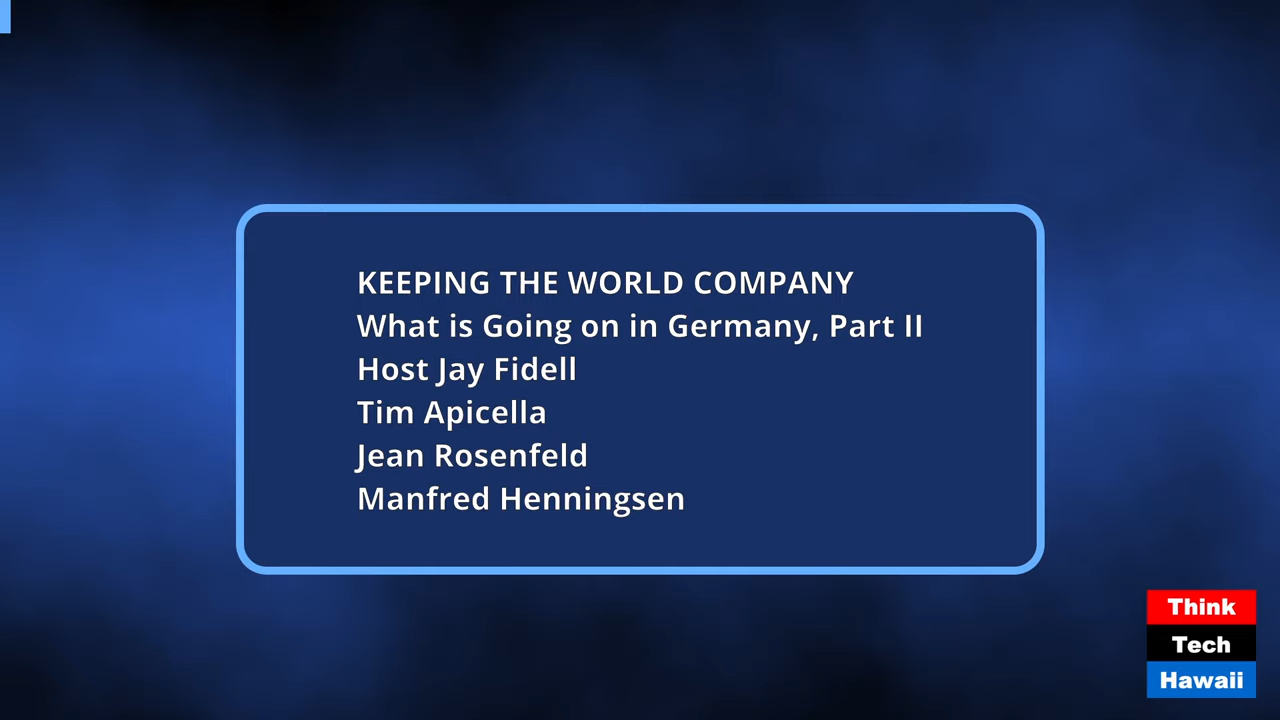 KEEPING THE WORLD COMPANY
What is Going on in Germany, Part II
Host Jay Fidell
Tim Apicella
Jean Rosenfeld
Manfred Henningsen
Think
Tech
Hawaii